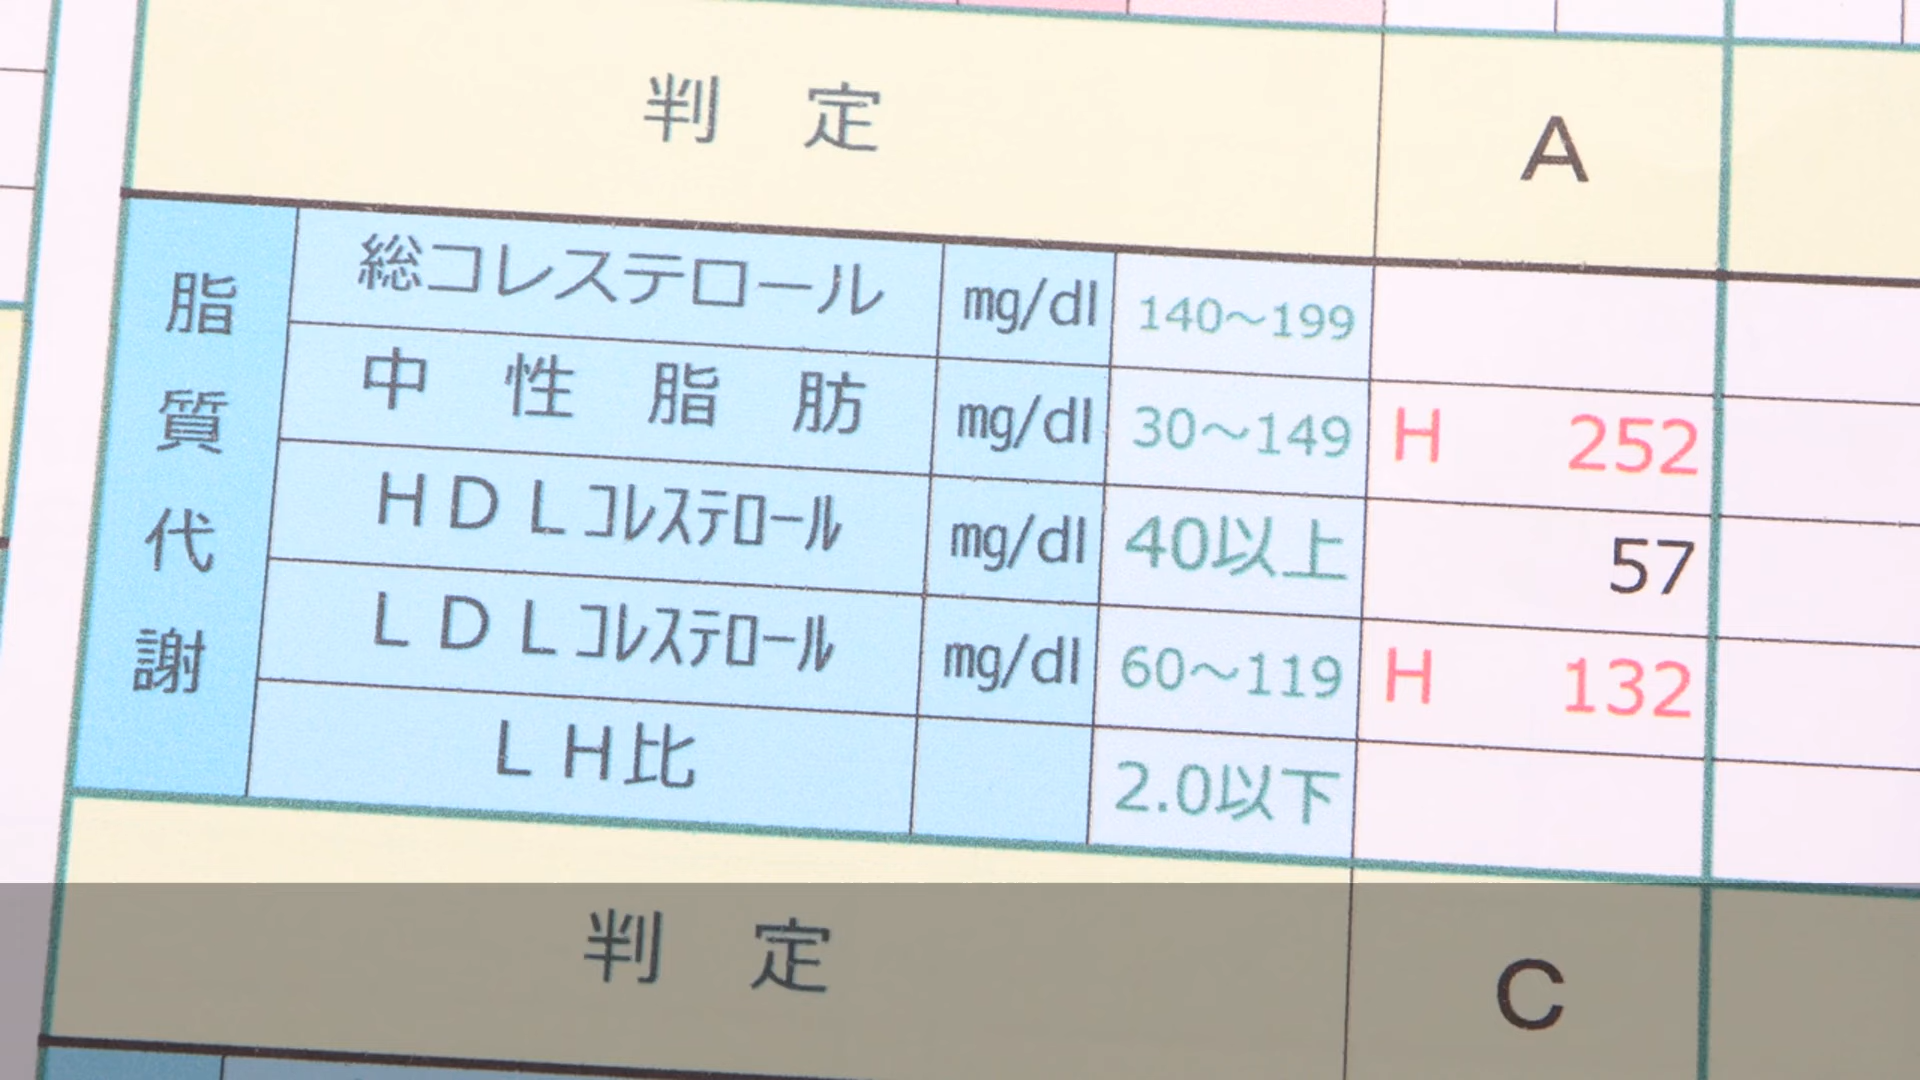 判　定 A
脂質代謝
総コレステロール mg/dl 140～199
中　性　脂　肪 mg/dl 30～149 H 252
ＨＤＬｺﾚｽﾃﾛｰﾙ mg/dl 40以上 57
ＬＤＬｺﾚｽﾃﾛｰﾙ mg/dl 60～119 H 132
ＬＨ比 2.0以下
判　定 C